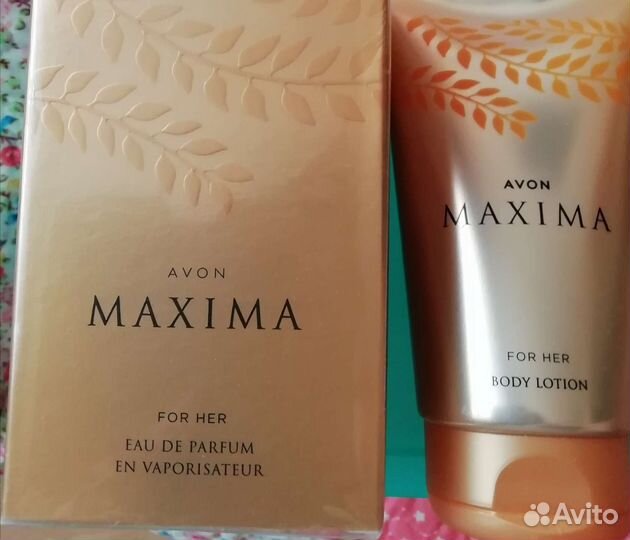 AVON
MAXIMA
FOR HER
EAU DE PARFUM
EN VAPORISATEUR
AVON
MAXIMA
FOR HER
BODY LOTION
Avito